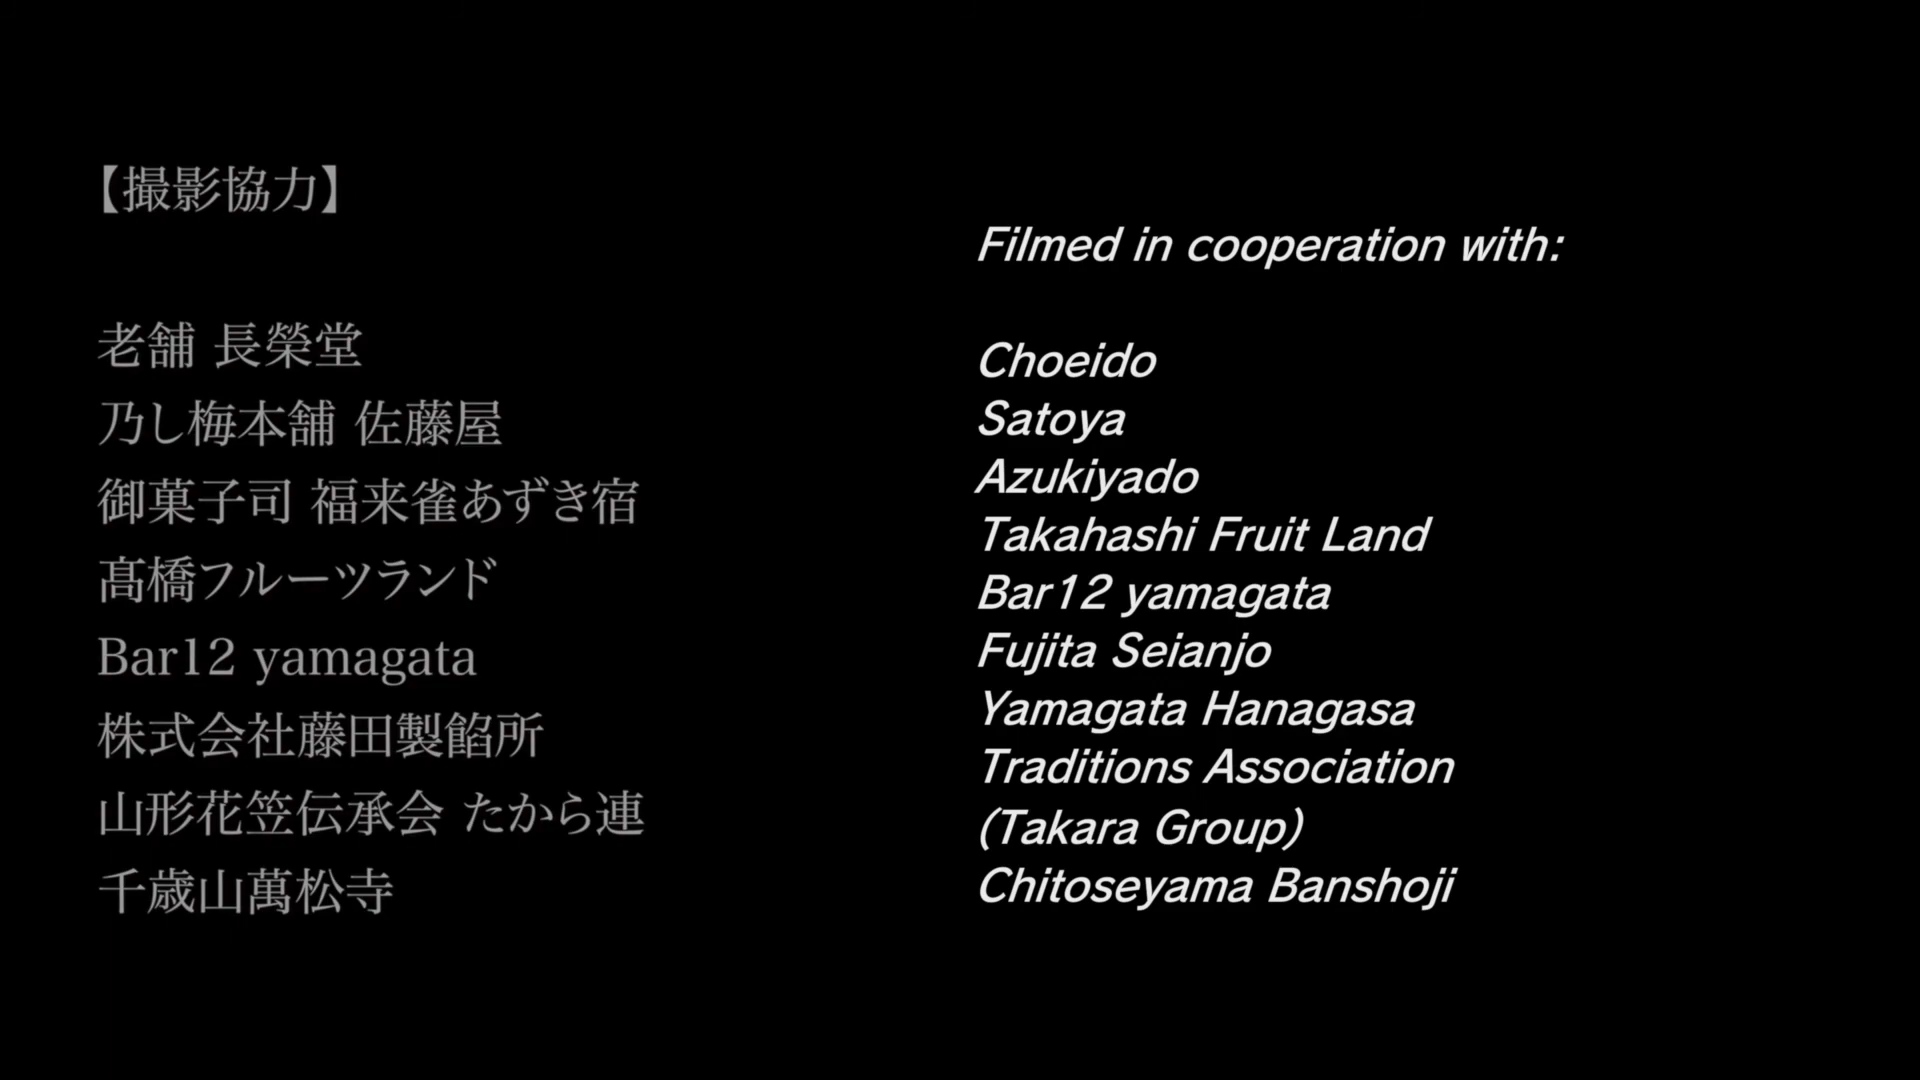 【撮影協力】
老舗 長榮堂
乃し梅本舗 佐藤屋
御菓子司 福来雀あずき宿
髙橋フルーツランド
Bar12 yamagata
株式会社藤田製餡所
山形花笠伝承会 たから連
千歳山萬松寺
Filmed in cooperation with:
Choeido
Satoya
Azukiyado
Takahashi Fruit Land
Bar12 yamagata
Fujita Seianjo
Yamagata Hanagasa
Traditions Association
(Takara Group)
Chitoseyama Banshoji